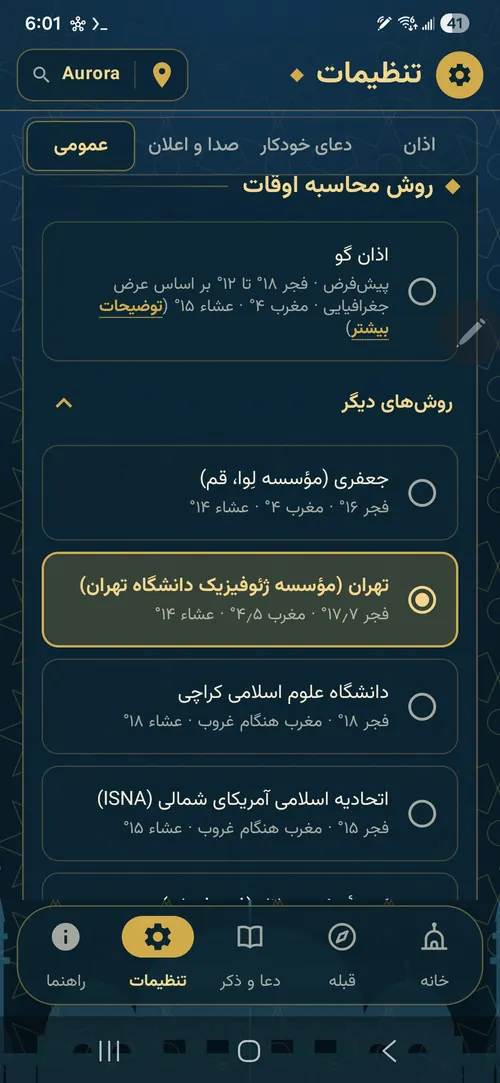 6:01
41
تنظیمات
Aurora
اذان
دعای خودکار
صدا و اعلان
عمومی
روش محاسبه اوقات
اذان گو
پیش‌فرض · فجر ۱۸° تا ۱۲° بر اساس عرض
جغرافیایی · مغرب ۴° · عشاء ۱۵° (توضیحات
بیشتر)
روش‌های دیگر
جعفری (مؤسسه لِوا، قم)
فجر ۱۶° · مغرب ۴° · عشاء ۱۴°
تهران (مؤسسه ژئوفیزیک دانشگاه تهران)
فجر ۱۷٫۷° · مغرب ۴٫۵° · عشاء ۱۴°
دانشگاه علوم اسلامی کراچی
فجر ۱۸° · مغرب هنگام غروب · عشاء ۱۸°
اتحادیه اسلامی آمریکای شمالی (ISNA)
فجر ۱۵° · مغرب هنگام غروب · عشاء ۱۵°
خانه
قبله
دعا و ذکر
تنظیمات
راهنما